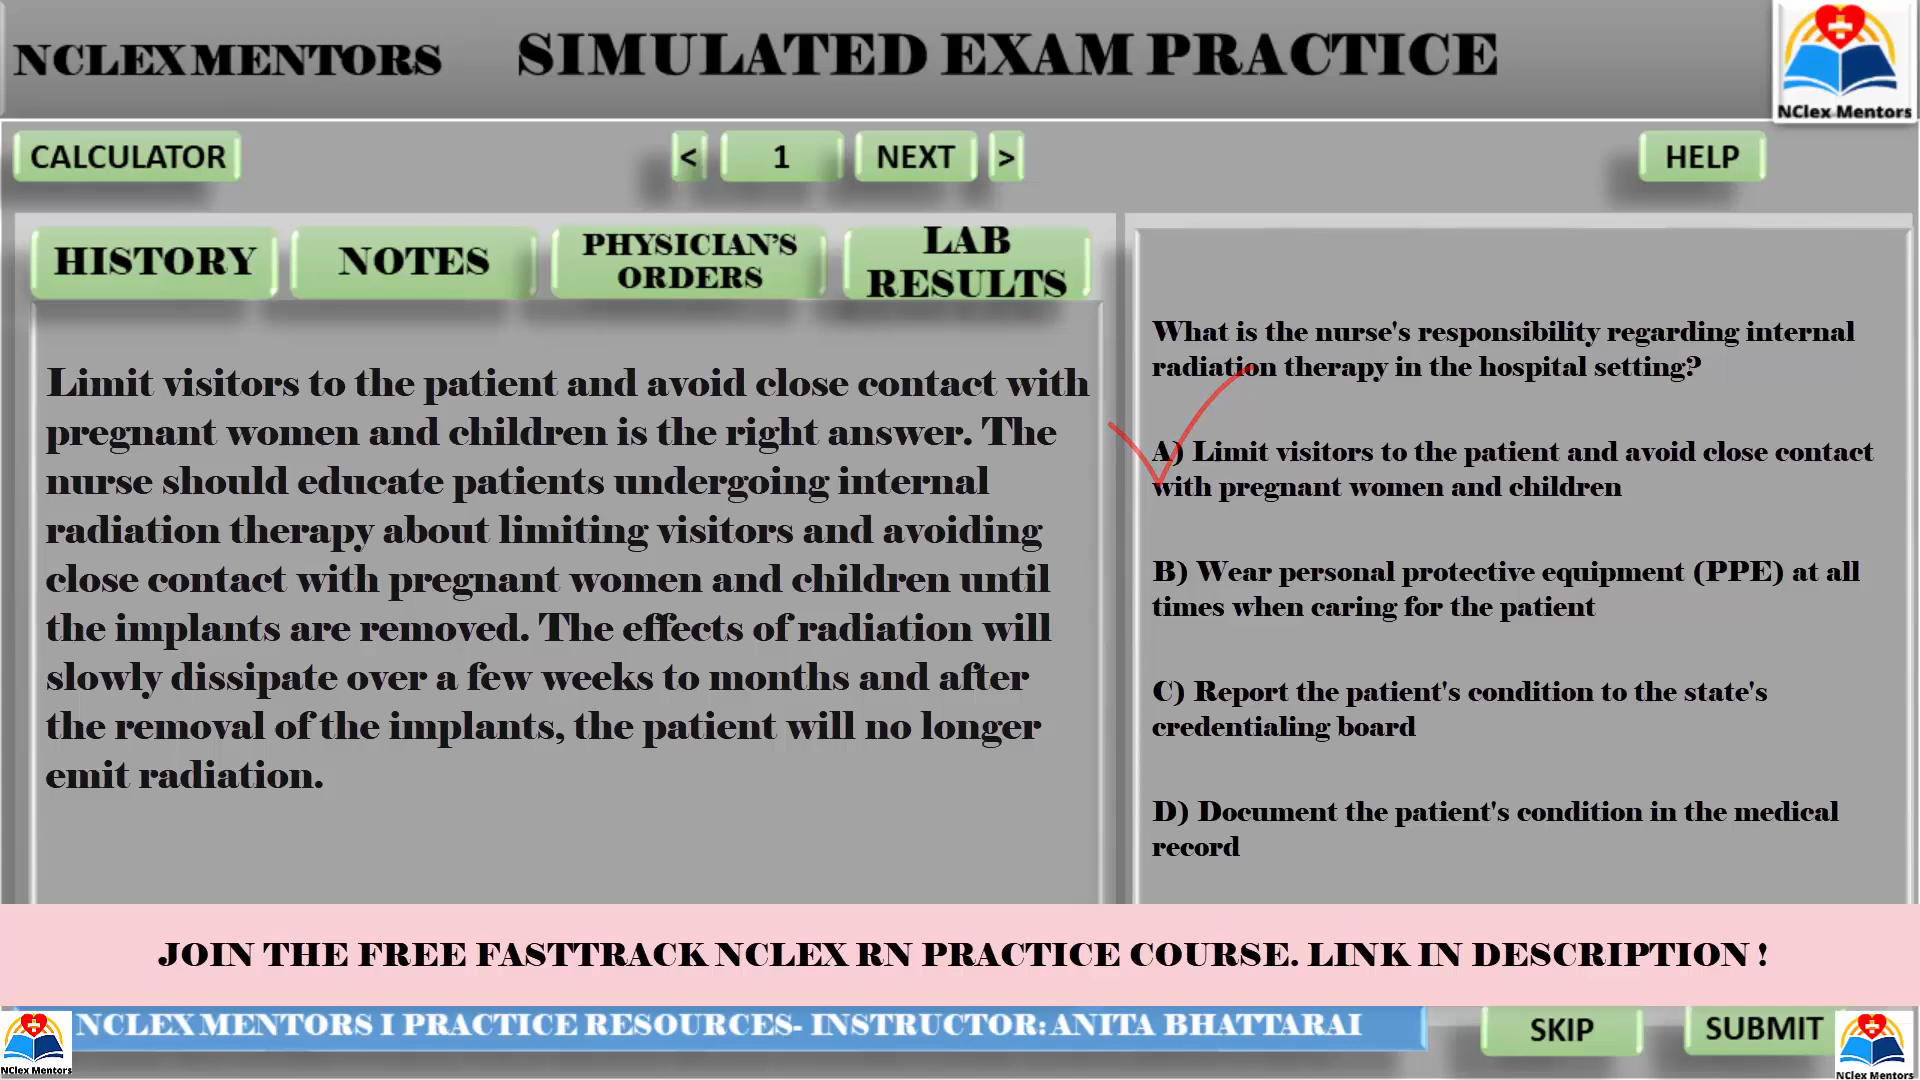 NCLEX MENTORS
SIMULATED EXAM PRACTICE
NClex Mentors
CALCULATOR
<
1
NEXT
>
HELP
HISTORY
NOTES
PHYSICIAN'S
ORDERS
LAB
RESULTS
Limit visitors to the patient and avoid close contact with
pregnant women and children is the right answer. The
nurse should educate patients undergoing internal
radiation therapy about limiting visitors and avoiding
close contact with pregnant women and children until
the implants are removed. The effects of radiation will
slowly dissipate over a few weeks to months and after
the removal of the implants, the patient will no longer
emit radiation.
What is the nurse's responsibility regarding internal
radiation therapy in the hospital setting?
A) Limit visitors to the patient and avoid close contact
with pregnant women and children
B) Wear personal protective equipment (PPE) at all
times when caring for the patient
C) Report the patient's condition to the state's
credentialing board
D) Document the patient's condition in the medical
record
JOIN THE FREE FASTTRACK NCLEX RN PRACTICE COURSE. LINK IN DESCRIPTION !
NClex Mentors
NCLEX MENTORS I PRACTICE RESOURCES- INSTRUCTOR: ANITA BHATTARAI
SKIP
SUBMIT
NClex Mentors